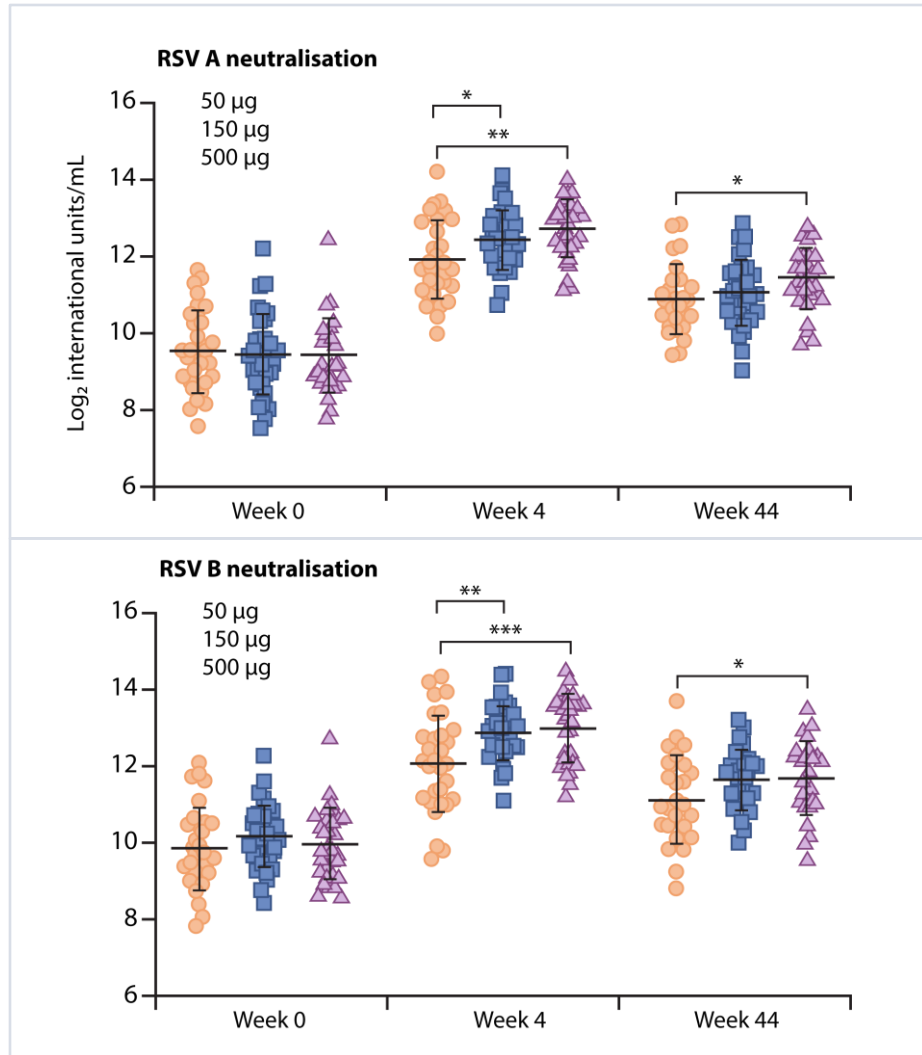 RSV A neutralisation
50 µg
150 µg
500 µg
Log₂ international units/mL
16
14
12
10
8
6
*
**
*
Week 0
Week 4
Week 44
RSV B neutralisation
50 µg
150 µg
500 µg
16
14
12
10
8
6
**
***
*
Week 0
Week 4
Week 44